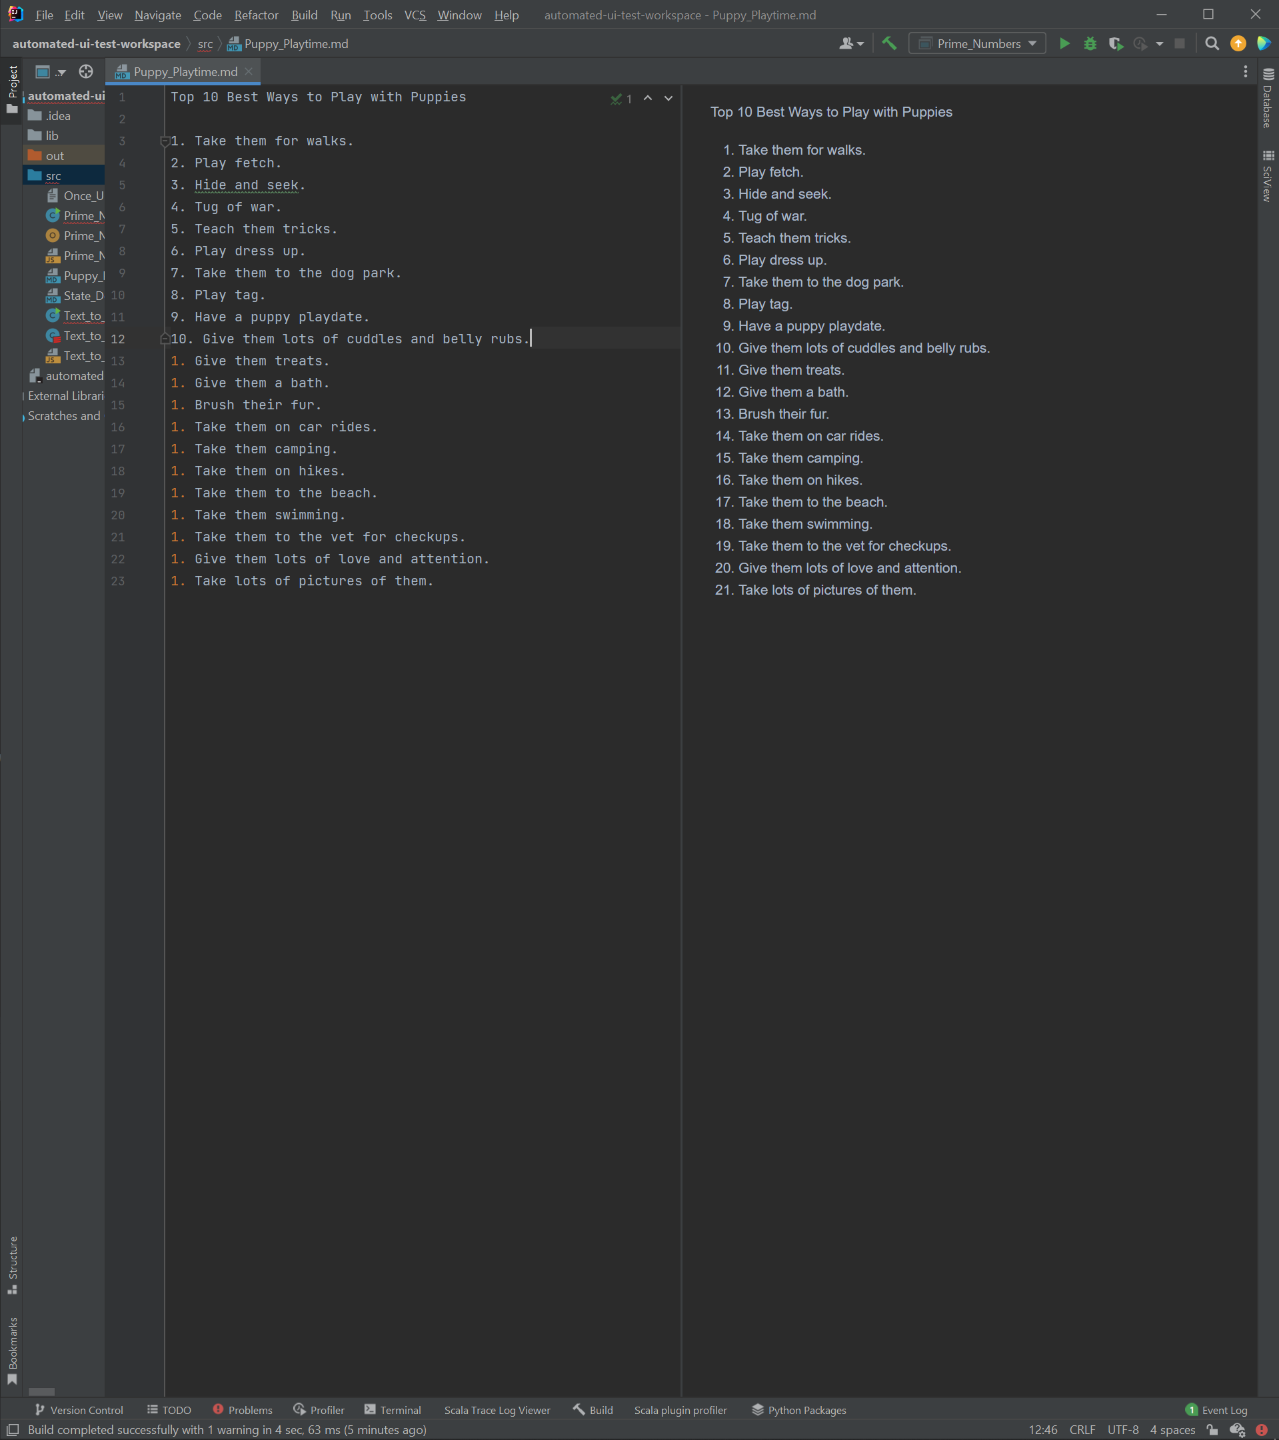 File Edit View Navigate Code Refactor Build Run Tools VCS Window Help automated-ui-test-workspace - Puppy_Playtime.md
automated-ui-test-workspace src Puppy_Playtime.md Prime_Numbers
Project
Puppy_Playtime.md
automated-ui
.idea
lib
out
src
Once_U
Prime_N
Prime_N
Prime_N
Puppy_
State_D
Text_to_
Text_to_
Text_to_
automated
External Librari
Scratches and
1 Top 10 Best Ways to Play with Puppies 1
2
3 1. Take them for walks.
4 2. Play fetch.
5 3. Hide and seek.
6 4. Tug of war.
7 5. Teach them tricks.
8 6. Play dress up.
9 7. Take them to the dog park.
10 8. Play tag.
11 9. Have a puppy playdate.
12 10. Give them lots of cuddles and belly rubs.
13 1. Give them treats.
14 1. Give them a bath.
15 1. Brush their fur.
16 1. Take them on car rides.
17 1. Take them camping.
18 1. Take them on hikes.
19 1. Take them to the beach.
20 1. Take them swimming.
21 1. Take them to the vet for checkups.
22 1. Give them lots of love and attention.
23 1. Take lots of pictures of them.
Top 10 Best Ways to Play with Puppies
1. Take them for walks.
2. Play fetch.
3. Hide and seek.
4. Tug of war.
5. Teach them tricks.
6. Play dress up.
7. Take them to the dog park.
8. Play tag.
9. Have a puppy playdate.
10. Give them lots of cuddles and belly rubs.
11. Give them treats.
12. Give them a bath.
13. Brush their fur.
14. Take them on car rides.
15. Take them camping.
16. Take them on hikes.
17. Take them to the beach.
18. Take them swimming.
19. Take them to the vet for checkups.
20. Give them lots of love and attention.
21. Take lots of pictures of them.
Database
SciView
Structure
Bookmarks
Version Control TODO Problems Profiler Terminal Scala Trace Log Viewer Build Scala plugin profiler Python Packages 1 Event Log
Build completed successfully with 1 warning in 4 sec, 63 ms (5 minutes ago) 12:46 CRLF UTF-8 4 spaces